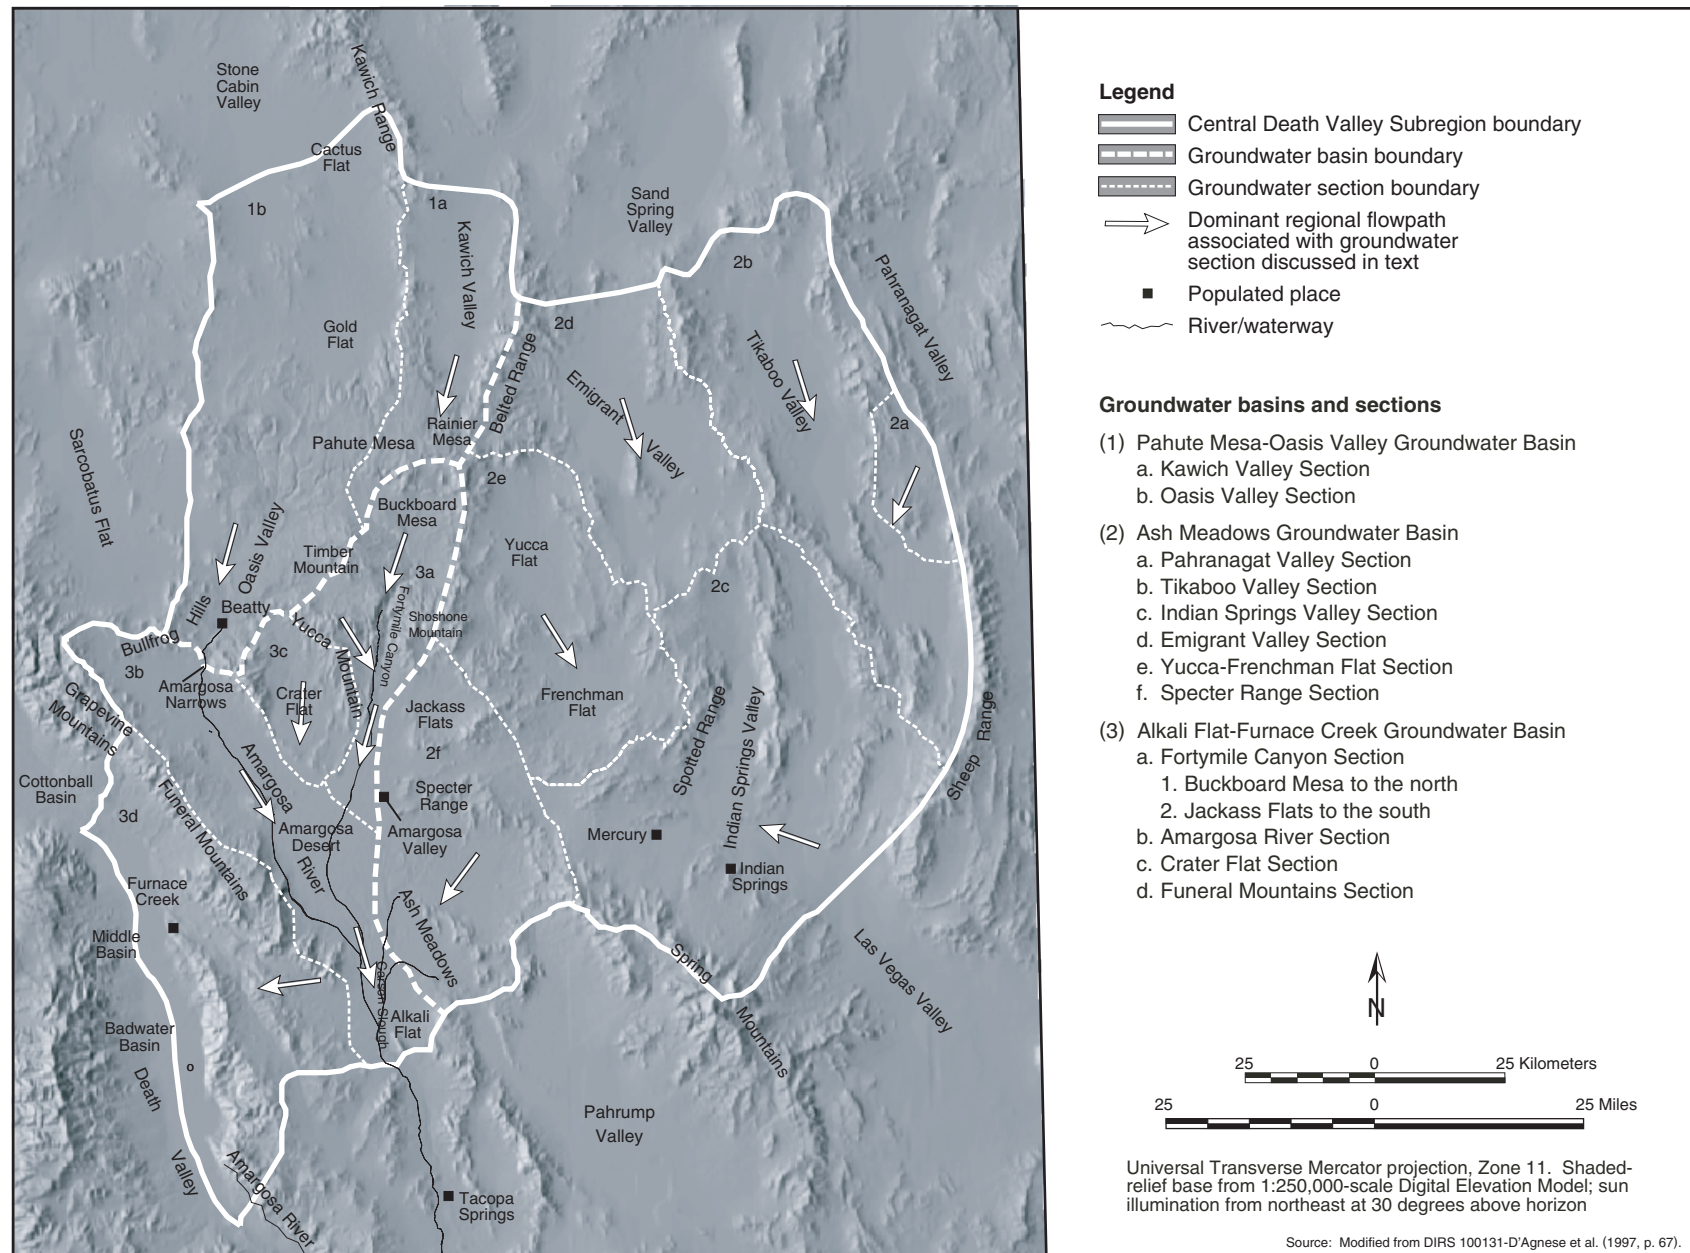 Stone
Cabin
Valley
Kawich Range
Cactus
Flat
1b
1a
Sand
Spring
Valley
Kawich Valley
2b
Pahranagat Valley
Gold
Flat
2d
Belted Range
Tikaboo Valley
Emigrant Valley
Rainier
Mesa
Pahute Mesa
2a
Sarcobatus Flat
2e
Buckboard
Mesa
Oasis Valley
Timber
Mountain
Yucca
Flat
3a
2c
Fortymile Canyon
Shoshone
Mountain
Hills
Beatty
Bullfrog
Yucca Mountain
3b
3c
Amargosa
Narrows
Crater
Flat
Grapevine
Mountains
Jackass
Flats
Frenchman
Flat
Spotted Range
Indian Springs Valley
Sheep Range
2f
Cottonball
Basin
Specter
Range
3d
Funeral Mountains
Amargosa River
Amargosa
Desert
Amargosa
Valley
Mercury
Indian
Springs
Furnace
Creek
Ash Meadows
Middle
Basin
Spring Mountains
Las Vegas Valley
Carson Slough
Alkali
Flat
Badwater
Basin
Death Valley
Pahrump
Valley
Amargosa River
Tacopa
Springs
Legend
Central Death Valley Subregion boundary
Groundwater basin boundary
Groundwater section boundary
Dominant regional flowpath
associated with groundwater
section discussed in text
Populated place
River/waterway
Groundwater basins and sections
(1) Pahute Mesa-Oasis Valley Groundwater Basin
a. Kawich Valley Section
b. Oasis Valley Section
(2) Ash Meadows Groundwater Basin
a. Pahranagat Valley Section
b. Tikaboo Valley Section
c. Indian Springs Valley Section
d. Emigrant Valley Section
e. Yucca-Frenchman Flat Section
f. Specter Range Section
(3) Alkali Flat-Furnace Creek Groundwater Basin
a. Fortymile Canyon Section
1. Buckboard Mesa to the north
2. Jackass Flats to the south
b. Amargosa River Section
c. Crater Flat Section
d. Funeral Mountains Section
N
25 0 25 Kilometers
25 0 25 Miles
Universal Transverse Mercator projection, Zone 11. Shaded-
relief base from 1:250,000-scale Digital Elevation Model; sun
illumination from northeast at 30 degrees above horizon
Source: Modified from DIRS 100131-D'Agnese et al. (1997, p. 67).